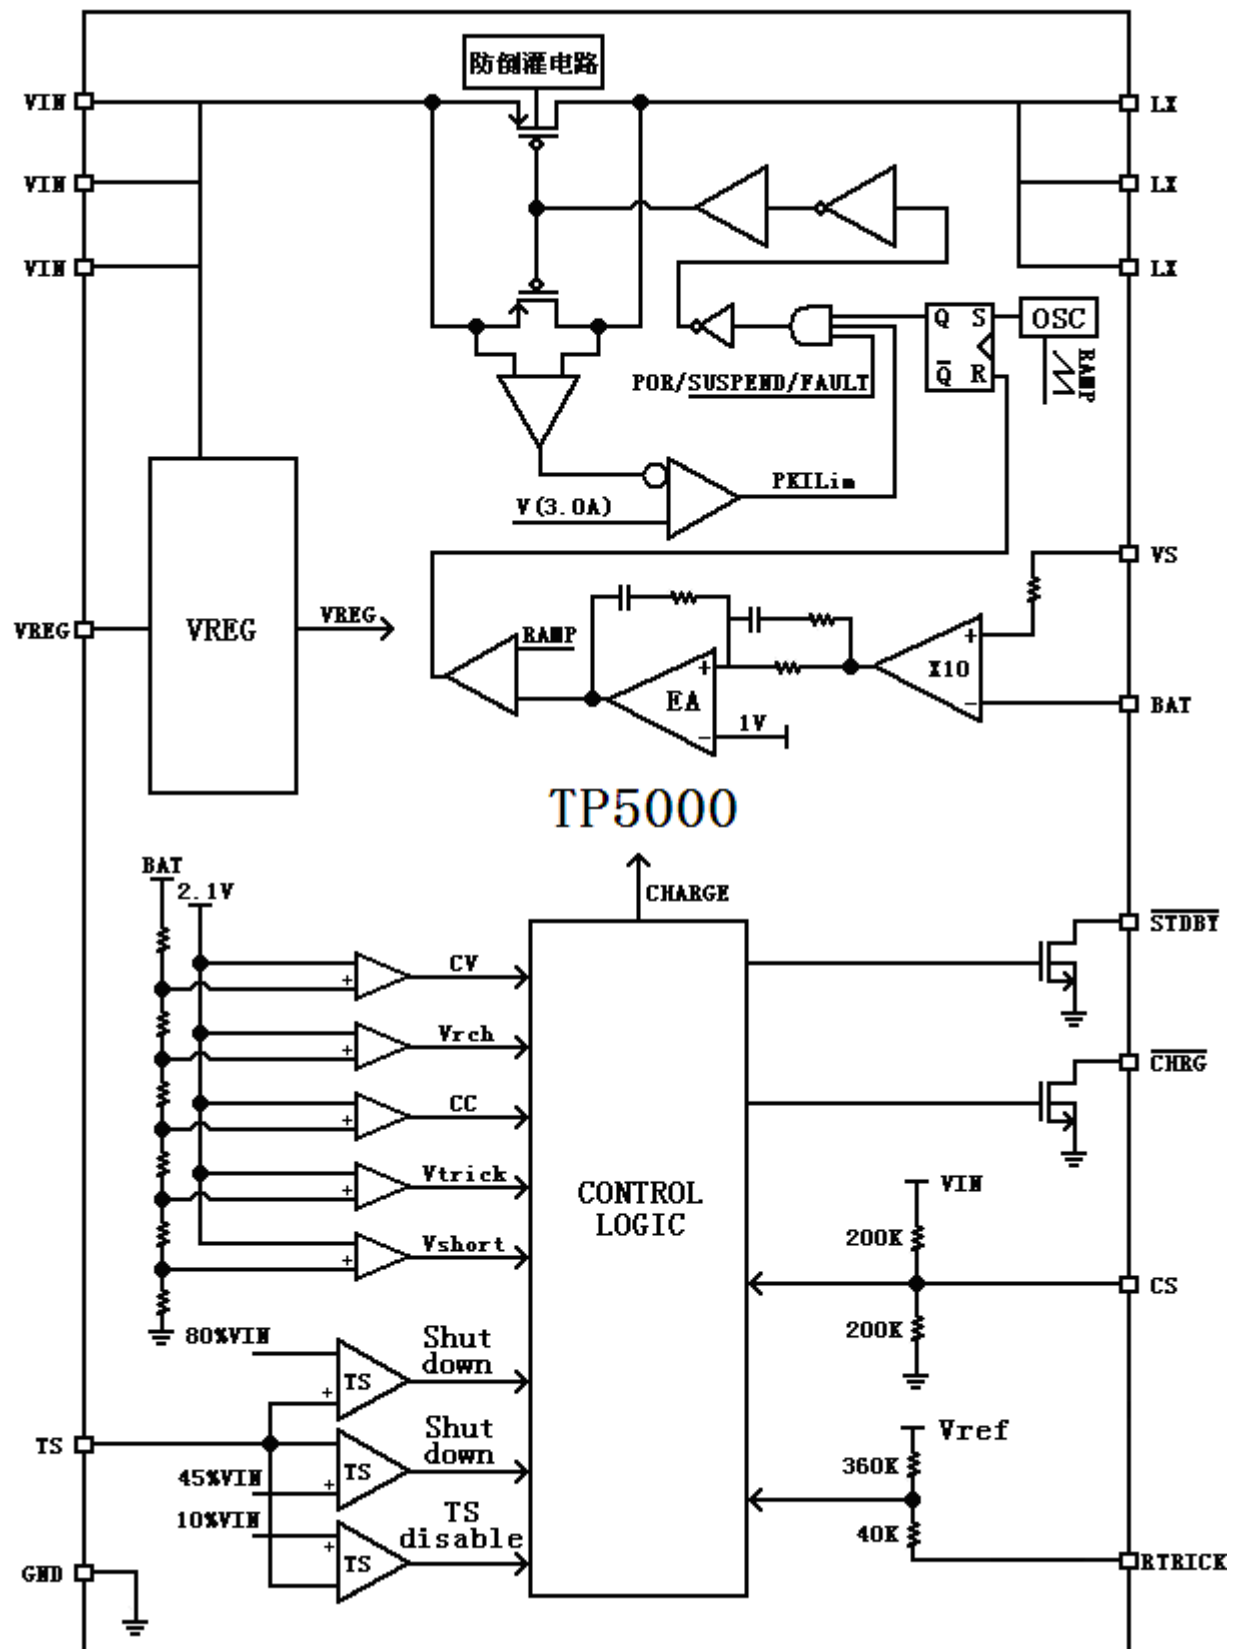 防倒灌电路
VIN
LX
VIN
LX
VIN
LX
Q S
OSC
Q̅ R
RAMP
POR/SUSPEND/FAULT
PKILim
V(3.0A)
VS
VREG
VREG
VREG
RAMP
+
X10
+
EA
-
BAT
1V
-
TP5000
BAT
2.1V
CHARGE
S̅T̅D̅B̅Y̅
CV
+
Vrch
+
C̅H̅R̅G̅
CC
+
Vtrick
+
CONTROL
LOGIC
VIN
200K
Vshort
+
CS
200K
80%VIN
Shut
down
TS
+
TS
Shut
down
Vref
45%VIN
TS
+
360K
10%VIN
TS
disable
40K
+
TS
GND
RTRICK